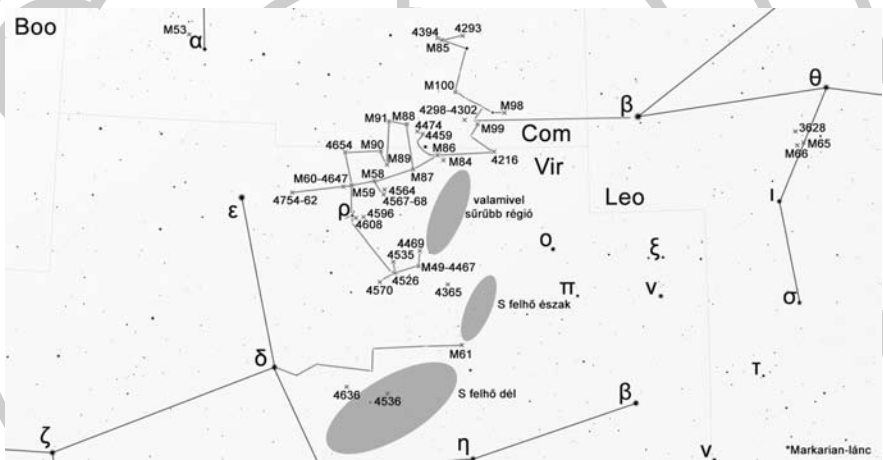 Boo
M53
α
4394 4293
M85
M100
M98
4298-4302
β
θ
M91 M88
4474
4459
M99
Com
3628
M65
M66
4654
M90
M86
M84
4216
Vir
M89
M58
M87
M60-4647
M59
4564
4567-68
4754-62
Leo
ι
ε
ρ
4596
4608
valamivel
sűrűbb régió
4469
4535
M49-4467
4526
4570
4365
ο
ξ
π
ν
σ
S felhő észak
M61
δ
τ
4636
4536
S felhő dél
β
ζ
η
ν
*Markarian-lánc